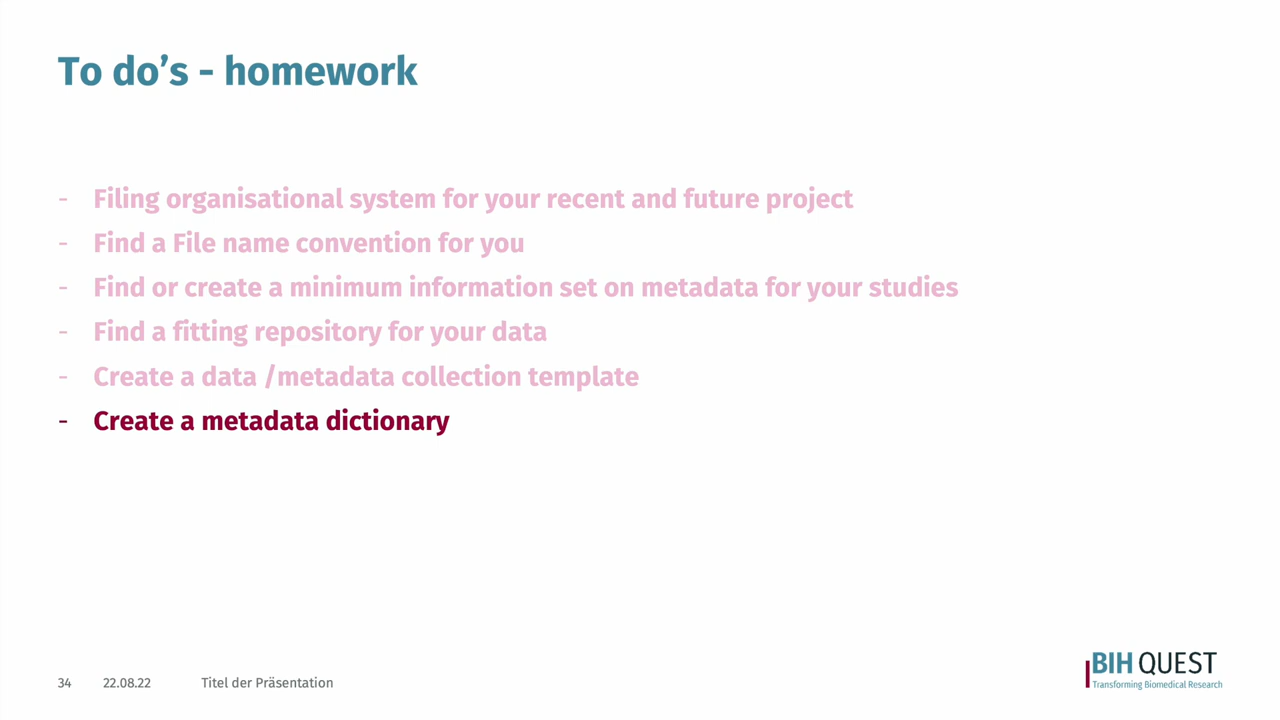 To do’s - homework
- Filing organisational system for your recent and future project
- Find a File name convention for you
- Find or create a minimum information set on metadata for your studies
- Find a fitting repository for your data
- Create a data /metadata collection template
- Create a metadata dictionary
34 22.08.22 Titel der Präsentation
BIH QUEST
Transforming Biomedical Research